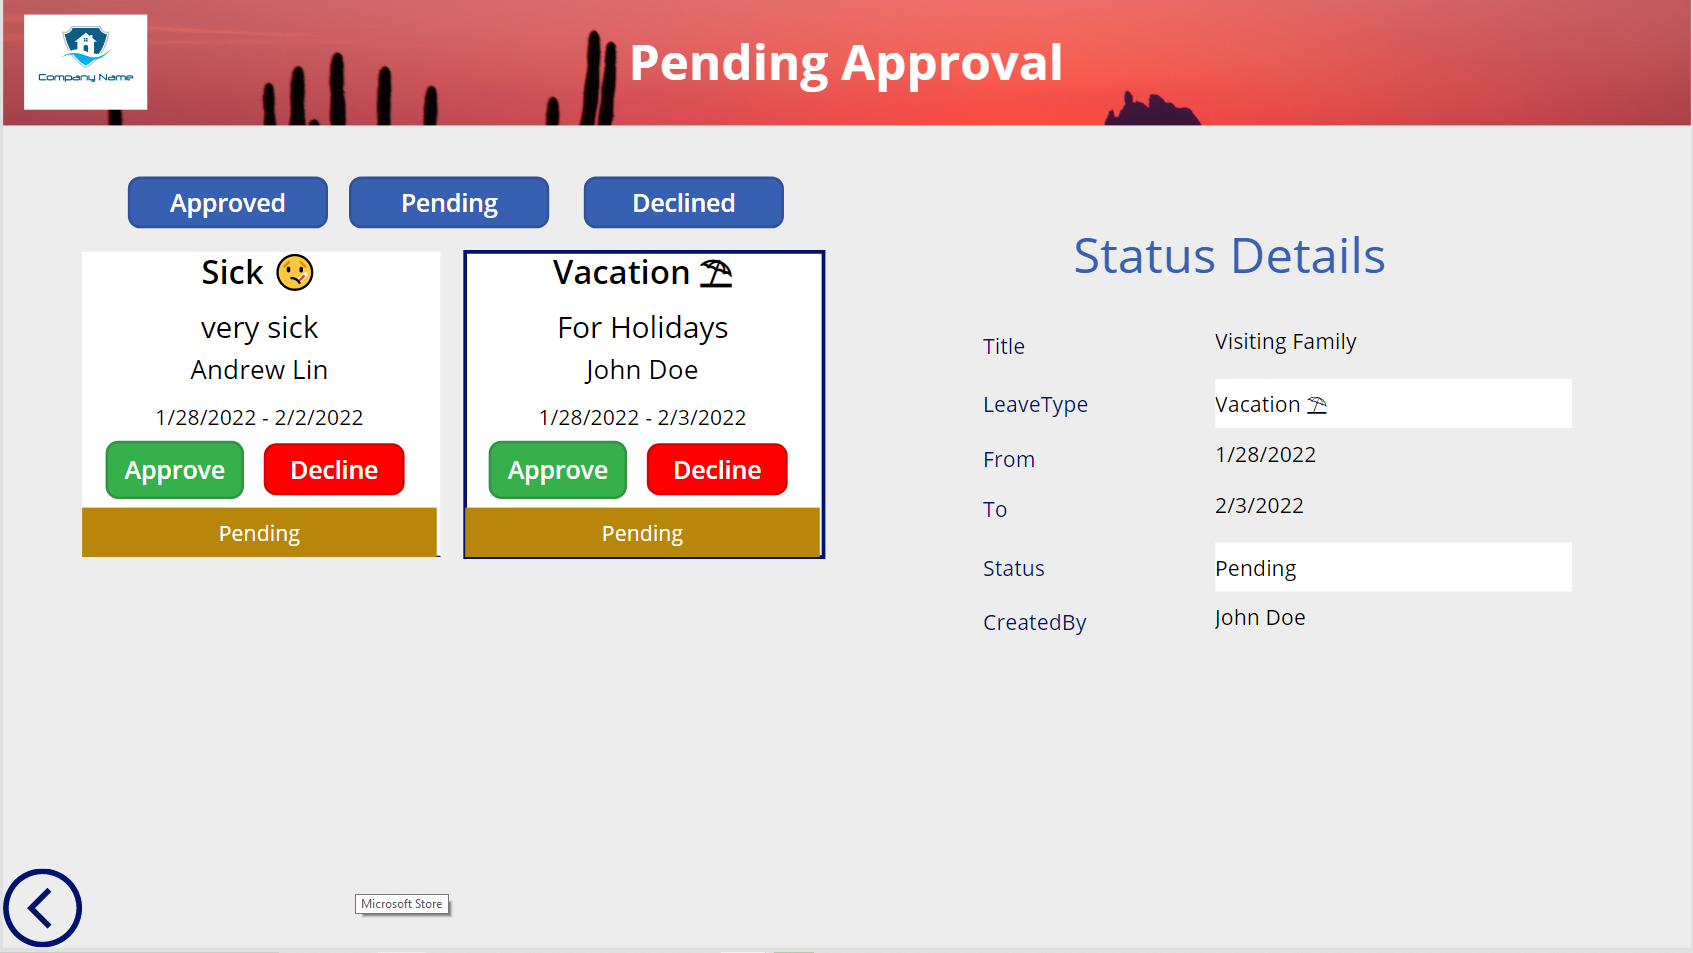 Company Name
Pending Approval
Approved
Pending
Declined
Sick 🤒
very sick
Andrew Lin
1/28/2022 - 2/2/2022
Approve
Decline
Pending
Vacation ⛱
For Holidays
John Doe
1/28/2022 - 2/3/2022
Approve
Decline
Pending
Status Details
Title
Visiting Family
LeaveType
Vacation ⛱
From
1/28/2022
To
2/3/2022
Status
Pending
CreatedBy
John Doe
Microsoft Store